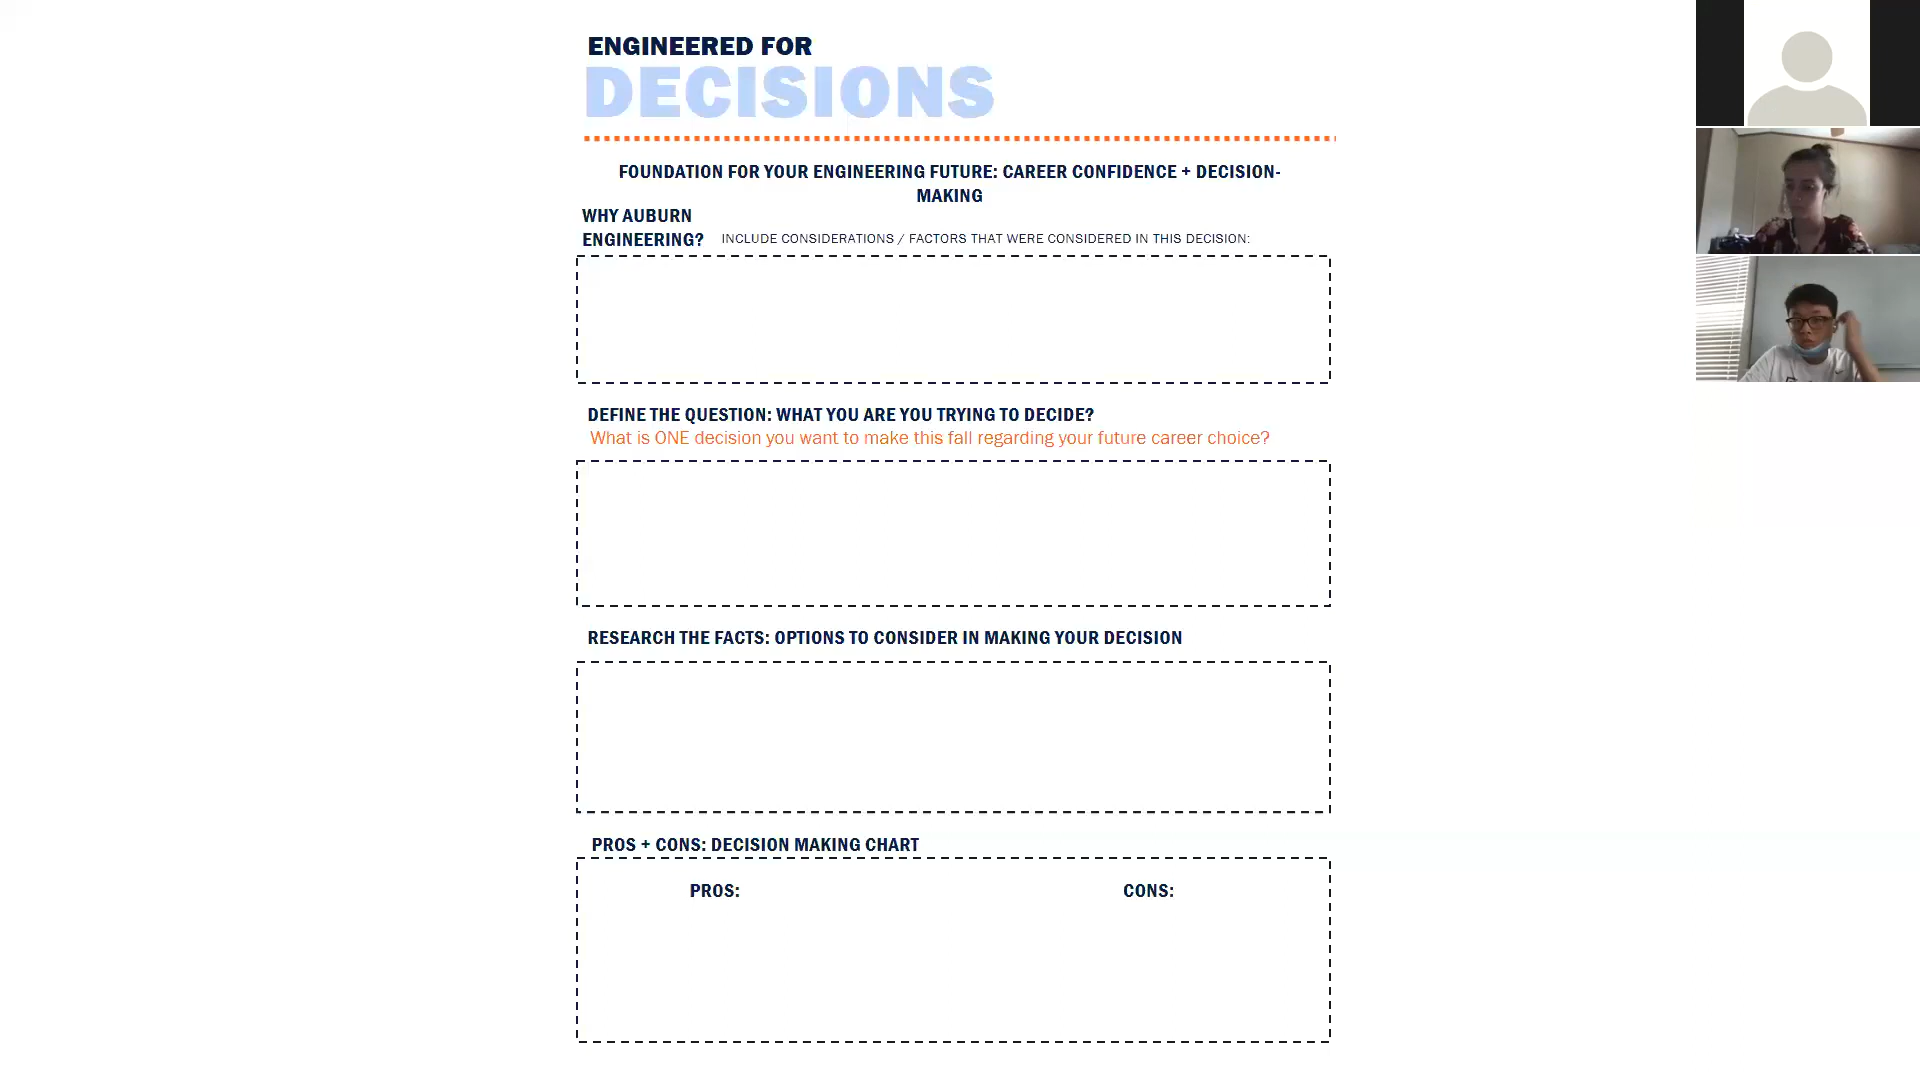 ENGINEERED FOR
DECISIONS
FOUNDATION FOR YOUR ENGINEERING FUTURE: CAREER CONFIDENCE + DECISION-
MAKING
WHY AUBURN
ENGINEERING? INCLUDE CONSIDERATIONS / FACTORS THAT WERE CONSIDERED IN THIS DECISION:
DEFINE THE QUESTION: WHAT YOU ARE YOU TRYING TO DECIDE?
What is ONE decision you want to make this fall regarding your future career choice?
RESEARCH THE FACTS: OPTIONS TO CONSIDER IN MAKING YOUR DECISION
PROS + CONS: DECISION MAKING CHART
PROS: CONS: